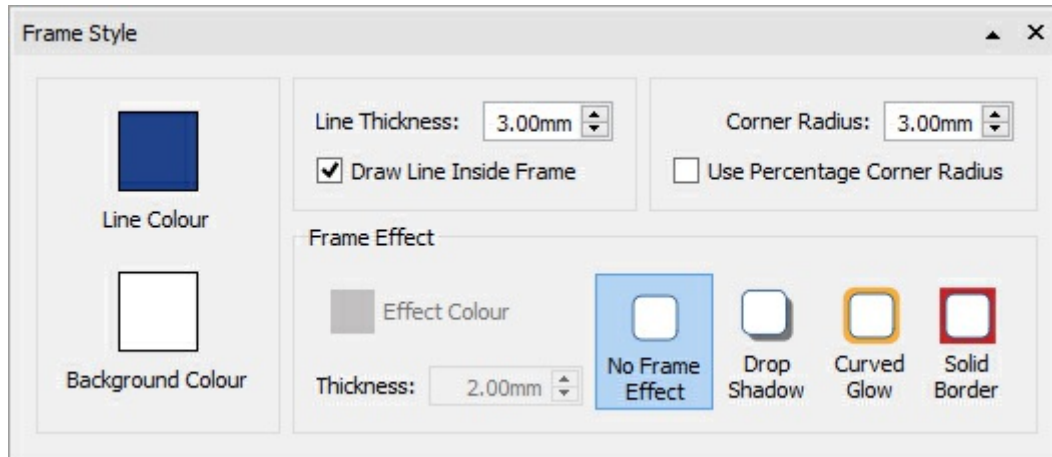 Frame Style
Line Colour
Background Colour
Line Thickness: 3.00mm
Draw Line Inside Frame
Corner Radius: 3.00mm
Use Percentage Corner Radius
Frame Effect
Effect Colour
Thickness: 2.00mm
No Frame
Effect
Drop
Shadow
Curved
Glow
Solid
Border